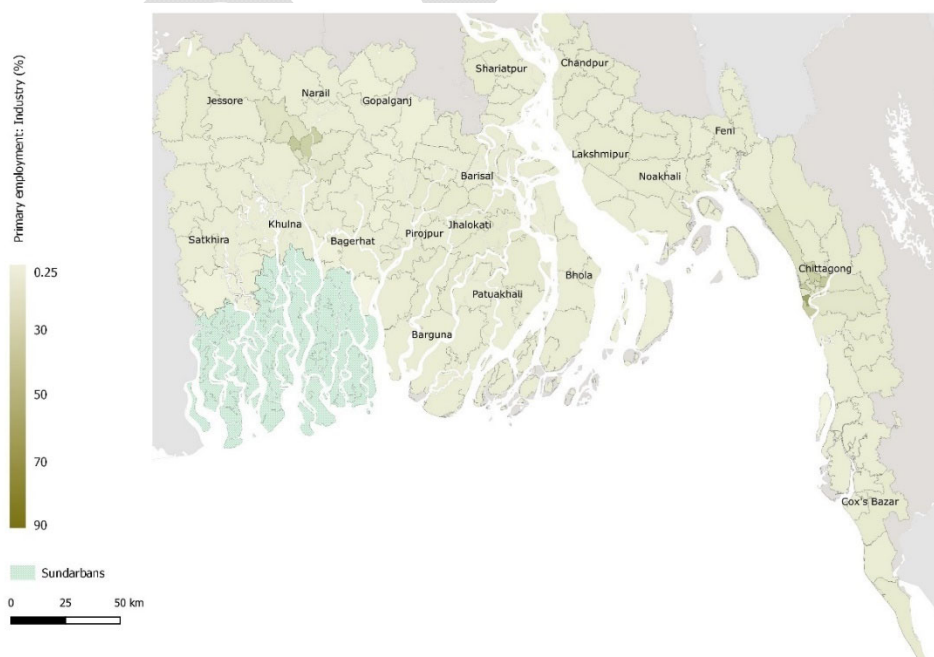 Primary employment: Industry (%)
0.25
30
50
70
90
Sundarbans
0 25 50 km
Shariatpur
Chandpur
Jessore
Narail
Gopalganj
Feni
Lakshmipur
Barisal
Noakhali
Khulna
Jhalokati
Satkhira
Bagerhat
Pirojpur
Chittagong
Bhola
Patuakhali
Barguna
Cox's Bazar